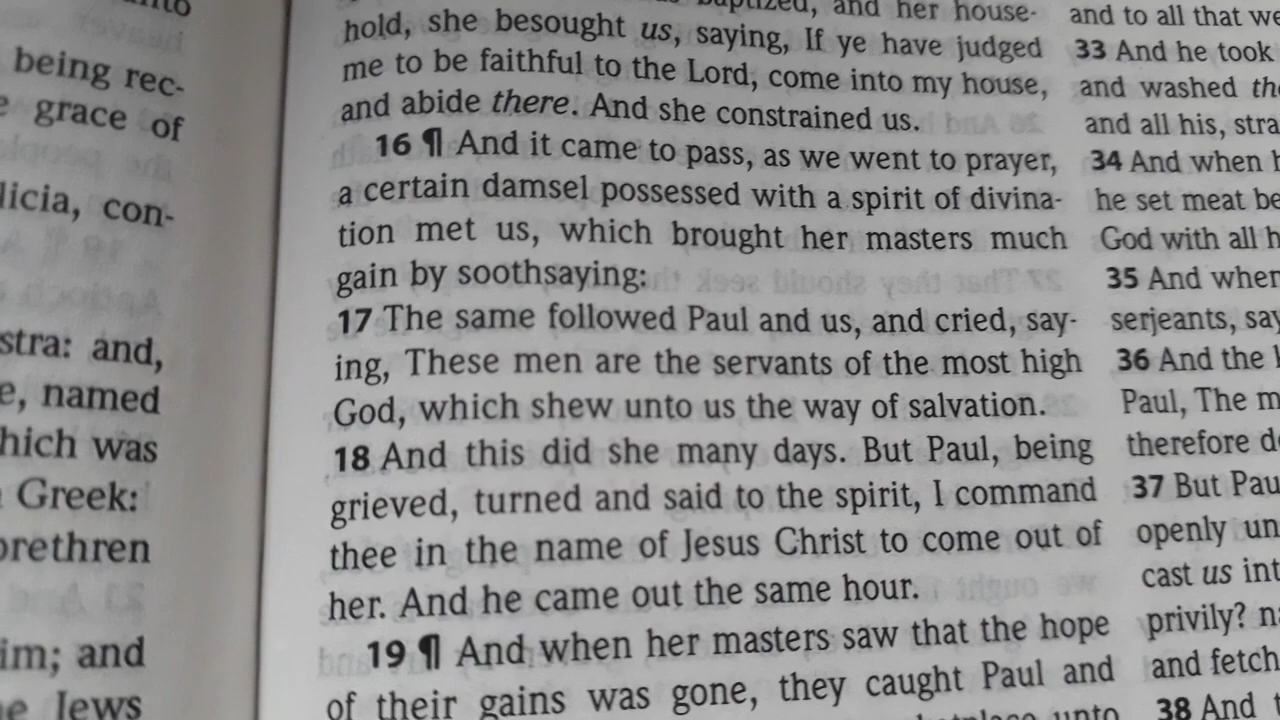 being rec-
grace of
licia, con-
stra: and,
named
hich was
Greek:
orethren
im; and
Jews
baptized, and her house-
hold, she besought us, saying, If ye have judged
me to be faithful to the Lord, come into my house,
and abide there. And she constrained us.
16 ¶ And it came to pass, as we went to prayer,
a certain damsel possessed with a spirit of divina-
tion met us, which brought her masters much
gain by soothsaying:
17 The same followed Paul and us, and cried, say-
ing, These men are the servants of the most high
God, which shew unto us the way of salvation.
18 And this did she many days. But Paul, being
grieved, turned and said to the spirit, I command
thee in the name of Jesus Christ to come out of
her. And he came out the same hour.
19 ¶ And when her masters saw that the hope
of their gains was gone, they caught Paul and
unto
and to all that we
33 And he took
and washed the
and all his, stra
34 And when h
he set meat be
God with all h
35 And when
serjeants, say
36 And the
Paul, The m
therefore de
37 But Pau
openly un
cast us int
privily? na
and fetch
38 And t